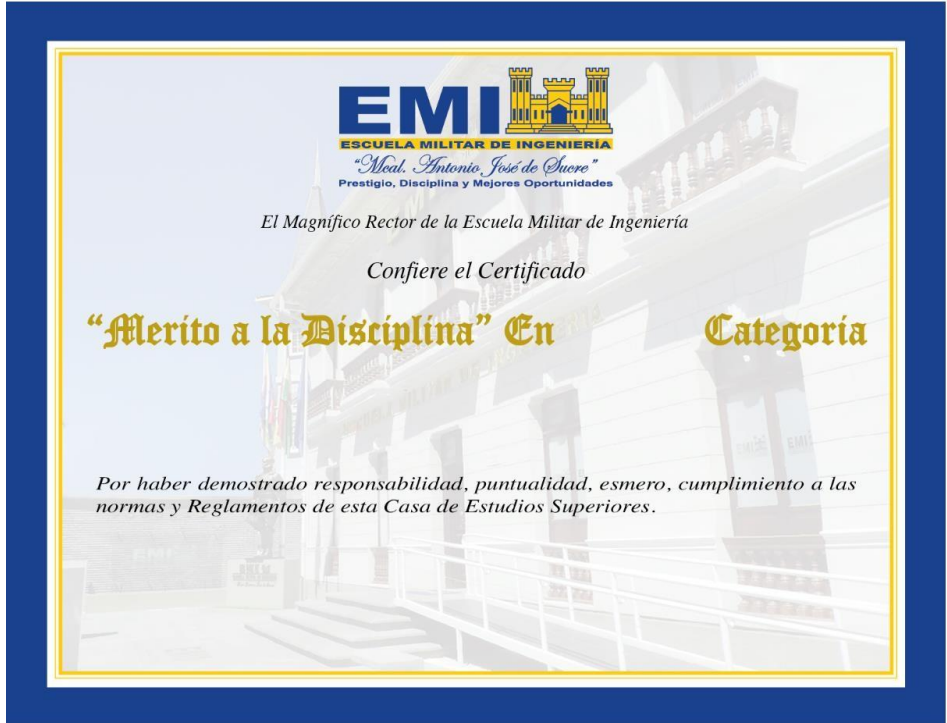 EMI
ESCUELA MILITAR DE INGENIERÍA
"Mcal. Antonio José de Sucre"
Prestigio, Disciplina y Mejores Oportunidades
El Magnífico Rector de la Escuela Militar de Ingeniería
Confiere el Certificado
“Merito a la Disciplina” En Categoria
Por haber demostrado responsabilidad, puntualidad, esmero, cumplimiento a las
normas y Reglamentos de esta Casa de Estudios Superiores.
EMI
EMI